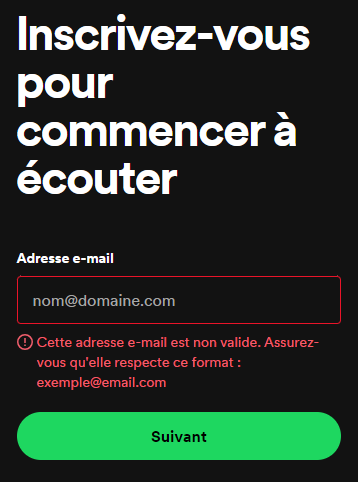 Inscrivez-vous
pour
commencer à
écouter
Adresse e-mail
nom@domaine.com
Cette adresse e-mail est non valide. Assurez-
vous qu'elle respecte ce format :
exemple@email.com
Suivant